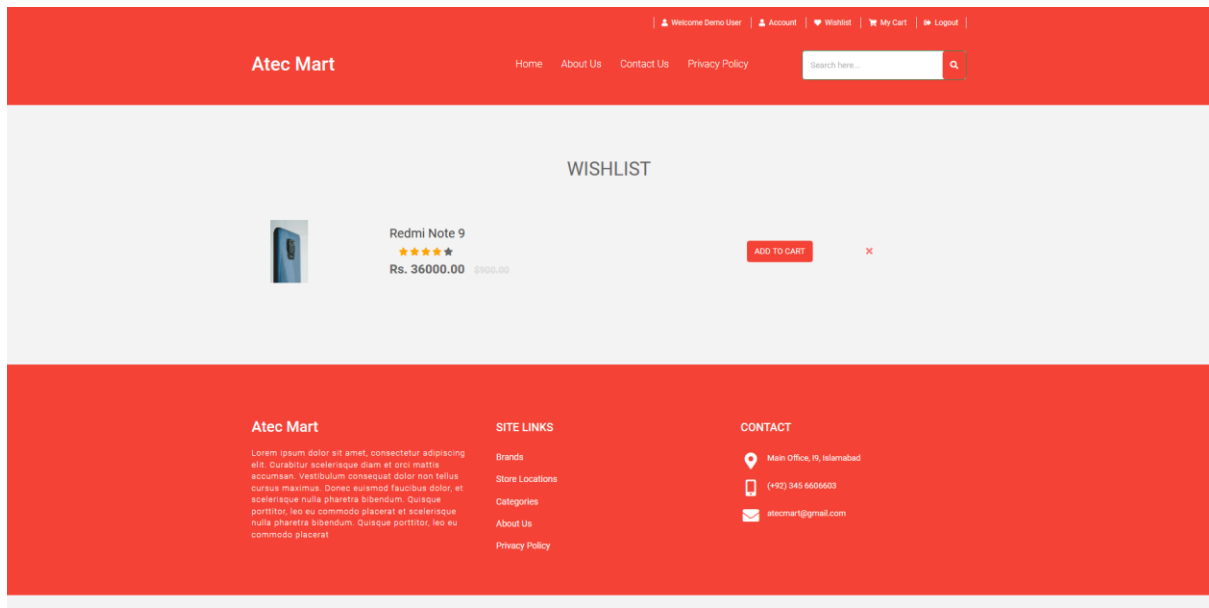 Welcome Demo User Account Wishlist My Cart Logout
Atec Mart
Home About Us Contact Us Privacy Policy
Search here...
WISHLIST
Redmi Note 9
Rs. 36000.00 $900.00
ADD TO CART
Atec Mart
Lorem ipsum dolor sit amet, consectetur adipiscing
elit. Curabitur scelerisque diam et orci mattis
accumsan. Vestibulum consequat dolor non tellus
cursus maximus. Donec euismod faucibus dolor, et
scelerisque nulla pharetra bibendum. Quisque
porttitor, leo eu commodo placerat et scelerisque
nulla pharetra bibendum. Quisque porttitor, leo eu
commodo placerat
SITE LINKS
Brands
Store Locations
Categories
About Us
Privacy Policy
CONTACT
Main Office, I9, Islamabad
(+92) 345 6606603
atecmart@gmail.com